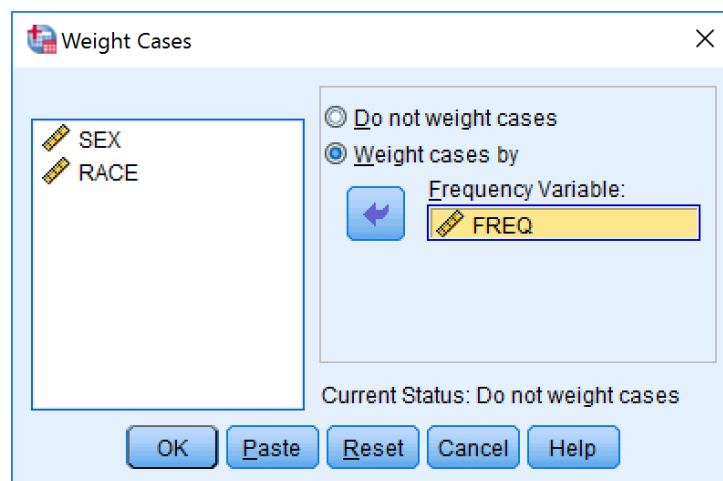 Weight Cases
SEX
RACE
Do not weight cases
Weight cases by
Frequency Variable:
FREQ
Current Status: Do not weight cases
OK Paste Reset Cancel Help